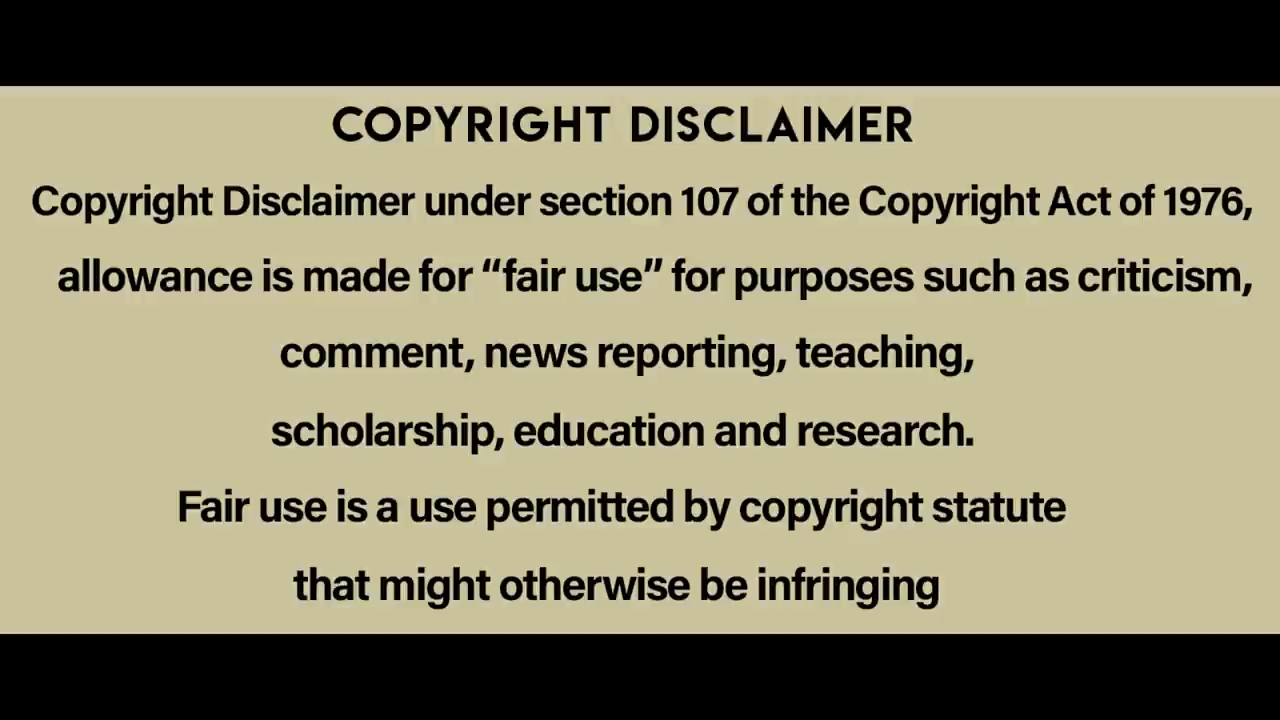 COPYRIGHT DISCLAIMER
Copyright Disclaimer under section 107 of the Copyright Act of 1976,
allowance is made for “fair use” for purposes such as criticism,
comment, news reporting, teaching,
scholarship, education and research.
Fair use is a use permitted by copyright statute
that might otherwise be infringing